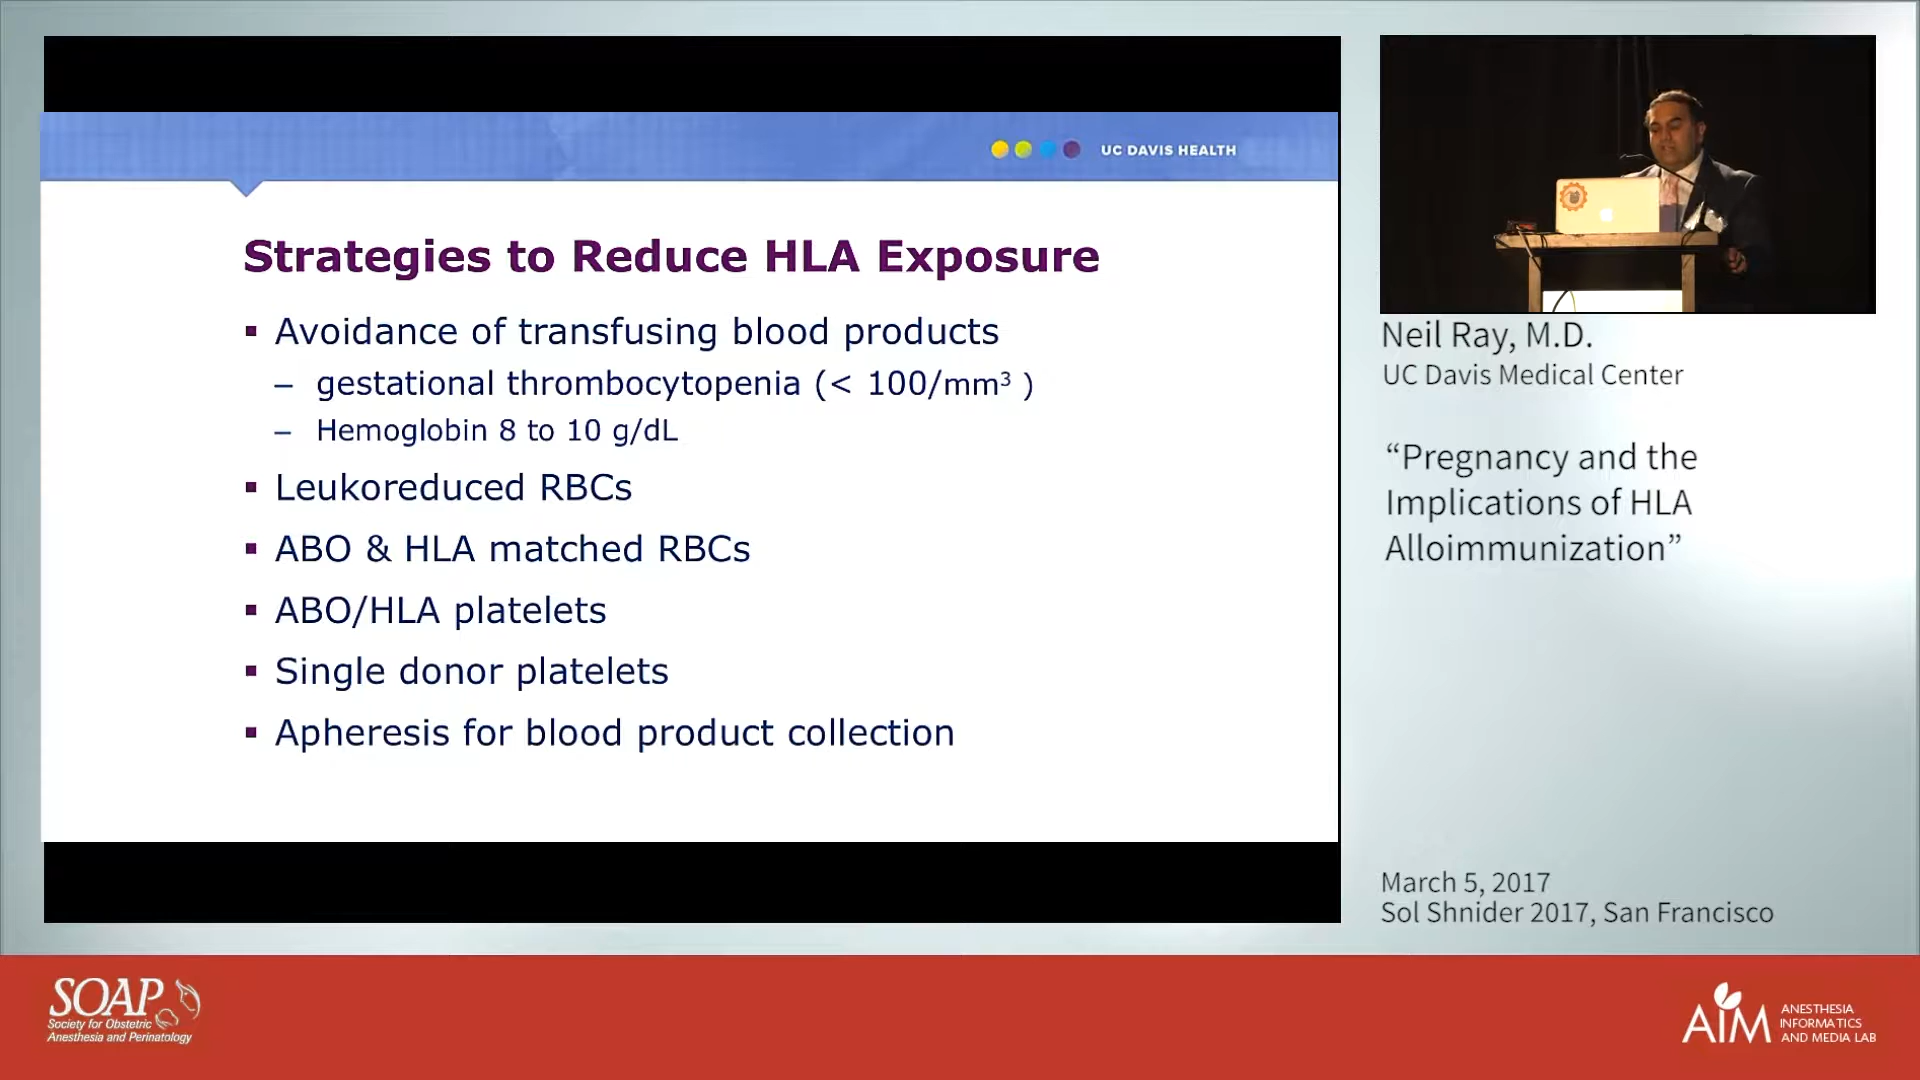 UC DAVIS HEALTH
Strategies to Reduce HLA Exposure
▪ Avoidance of transfusing blood products
– gestational thrombocytopenia (< 100/mm³ )
– Hemoglobin 8 to 10 g/dL
▪ Leukoreduced RBCs
▪ ABO & HLA matched RBCs
▪ ABO/HLA platelets
▪ Single donor platelets
▪ Apheresis for blood product collection
Neil Ray, M.D.
UC Davis Medical Center
“Pregnancy and the
Implications of HLA
Alloimmunization”
March 5, 2017
Sol Shnider 2017, San Francisco
SOAP
Society for Obstetric
Anesthesia and Perinatology
AIM
ANESTHESIA
INFORMATICS
AND MEDIA LAB